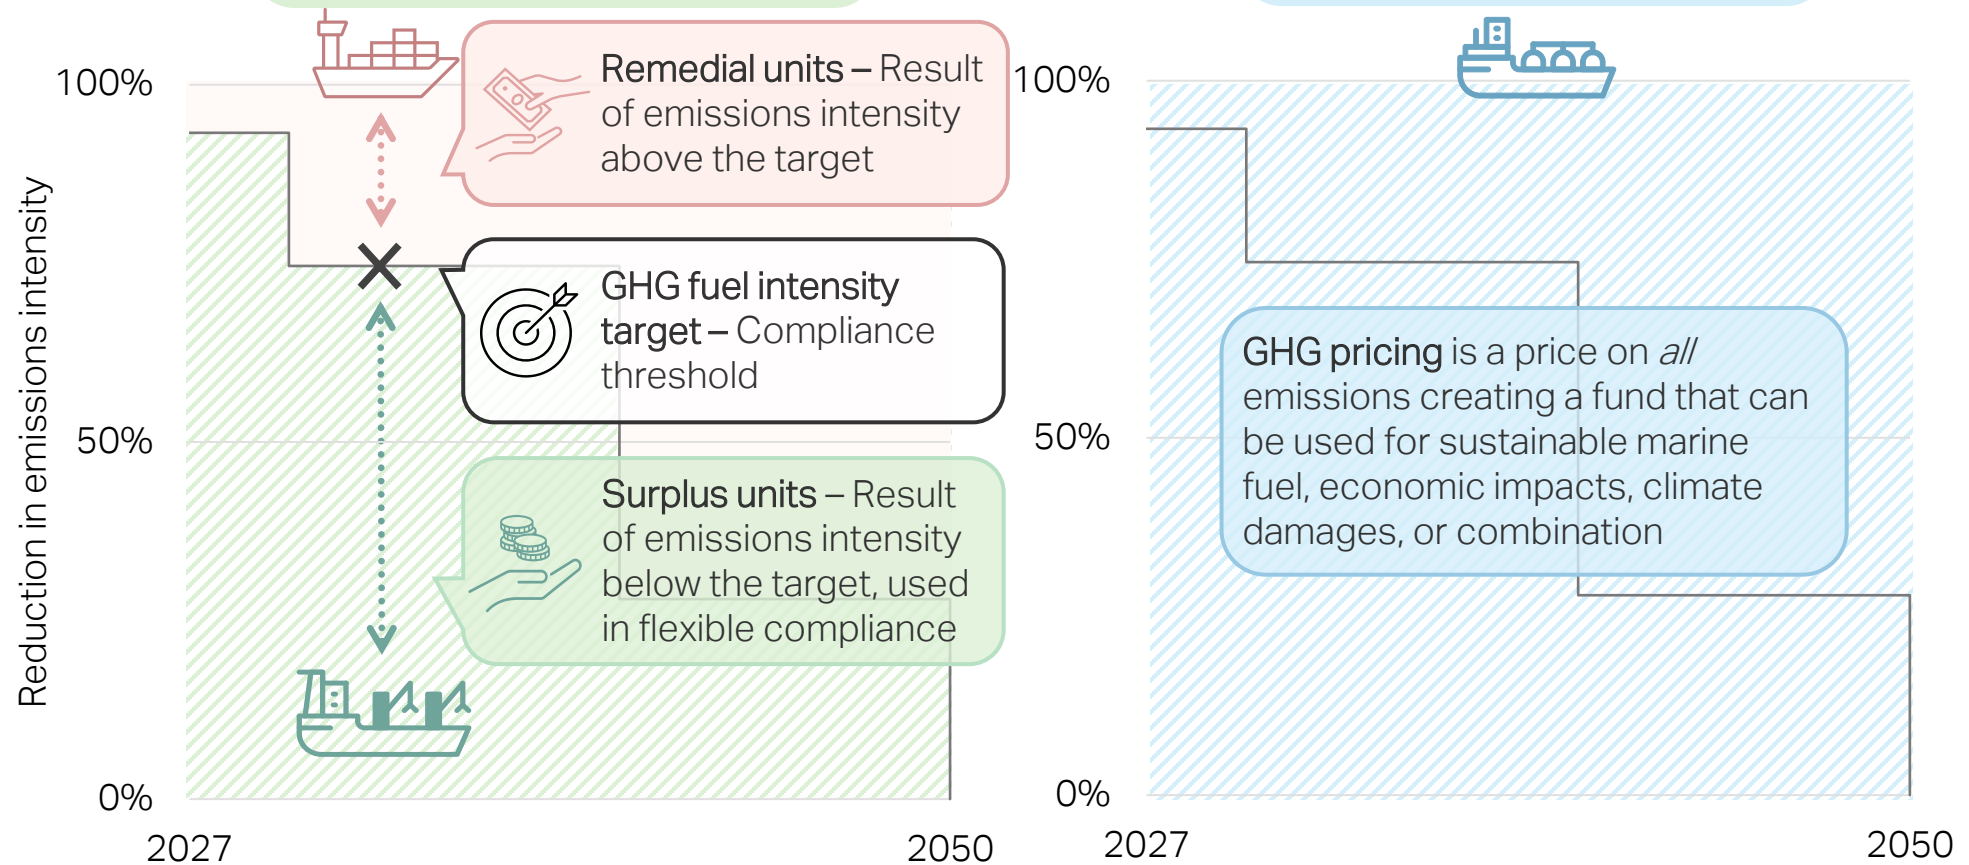 Reduction in emissions intensity
100%
50%
0%
2027
2050
Remedial units – Result
of emissions intensity
above the target
GHG fuel intensity
target – Compliance
threshold
Surplus units – Result
of emissions intensity
below the target, used
in flexible compliance
100%
50%
0%
2027
2050
GHG pricing is a price on all
emissions creating a fund that can
be used for sustainable marine
fuel, economic impacts, climate
damages, or combination